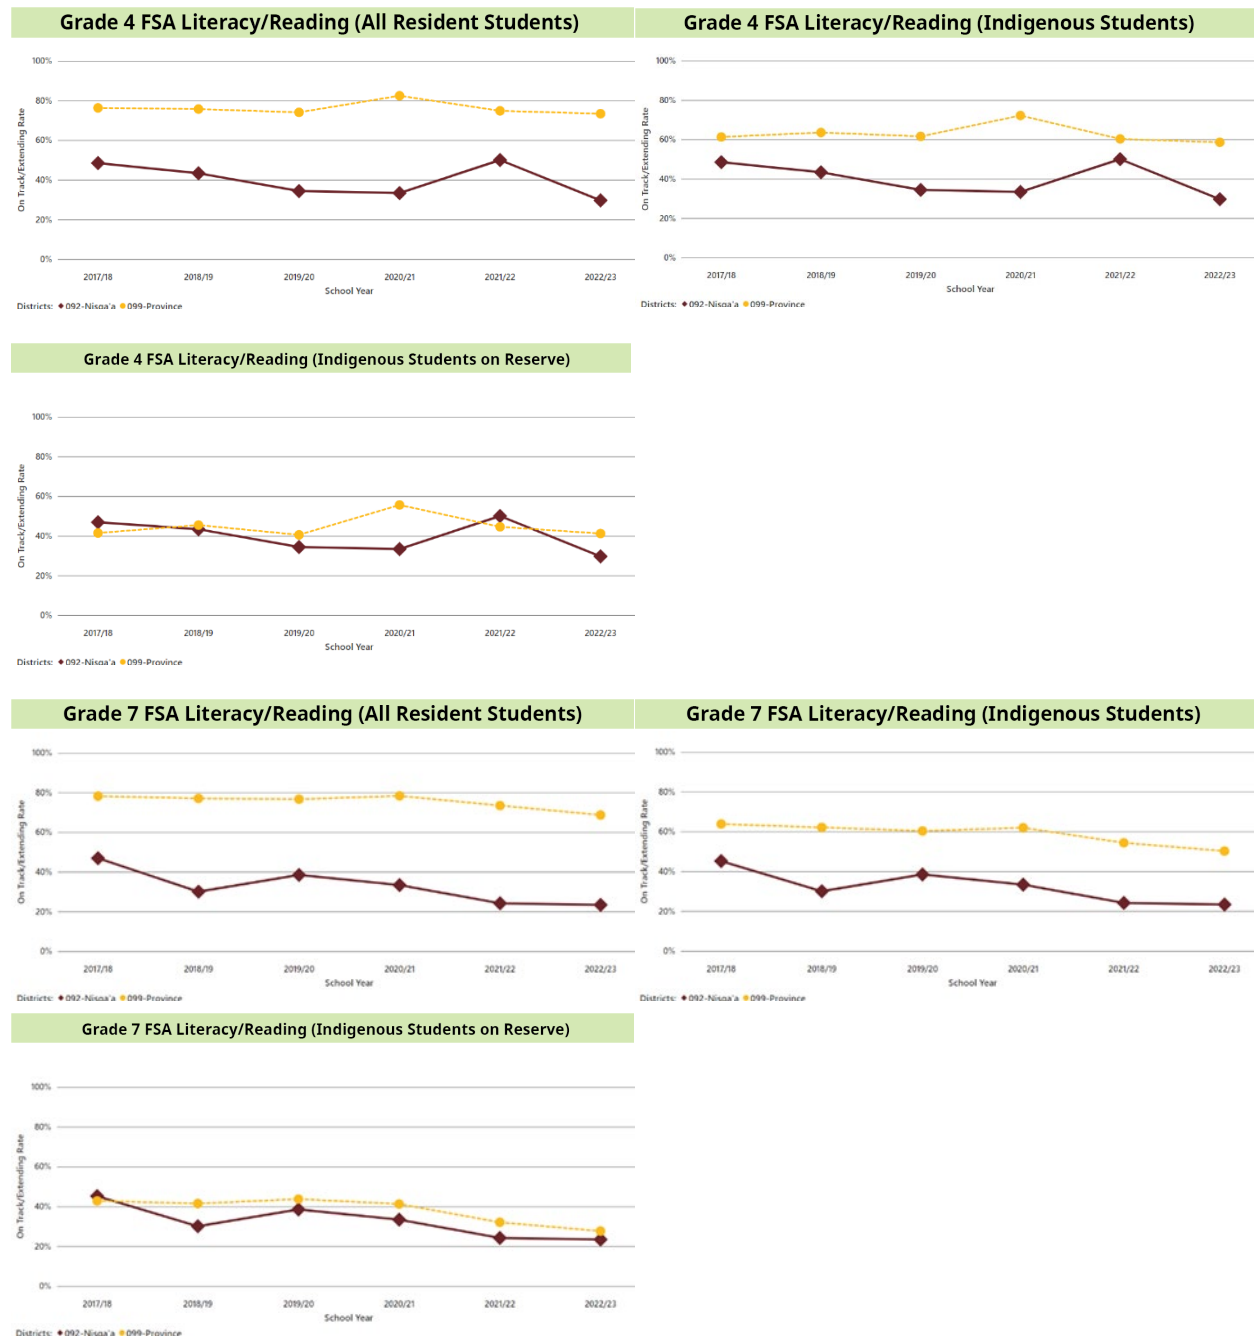 Grade 4 FSA Literacy/Reading (All Resident Students)
100%
80%
60%
40%
20%
0%
On Track/Extending Rate
2017/18 2018/19 2019/20 2020/21 2021/22 2022/23
School Year
Districts: 092-Nisga'a 099-Province
Grade 4 FSA Literacy/Reading (Indigenous Students)
100%
80%
60%
40%
20%
0%
On Track/Extending Rate
2017/18 2018/19 2019/20 2020/21 2021/22 2022/23
School Year
Districts: 092-Nisga'a 099-Province
Grade 4 FSA Literacy/Reading (Indigenous Students on Reserve)
100%
80%
60%
40%
20%
0%
On Track/Extending Rate
2017/18 2018/19 2019/20 2020/21 2021/22 2022/23
School Year
Districts: 092-Nisga'a 099-Province
Grade 7 FSA Literacy/Reading (All Resident Students)
100%
80%
60%
40%
20%
0%
On Track/Extending Rate
2017/18 2018/19 2019/20 2020/21 2021/22 2022/23
School Year
Districts: 092-Nisga'a 099-Province
Grade 7 FSA Literacy/Reading (Indigenous Students)
100%
80%
60%
40%
20%
0%
On Track/Extending Rate
2017/18 2018/19 2019/20 2020/21 2021/22 2022/23
School Year
Districts: 092-Nisga'a 099-Province
Grade 7 FSA Literacy/Reading (Indigenous Students on Reserve)
100%
80%
60%
40%
20%
0%
On Track/Extending Rate
2017/18 2018/19 2019/20 2020/21 2021/22 2022/23
School Year
Districts: 092-Nisga'a 099-Province